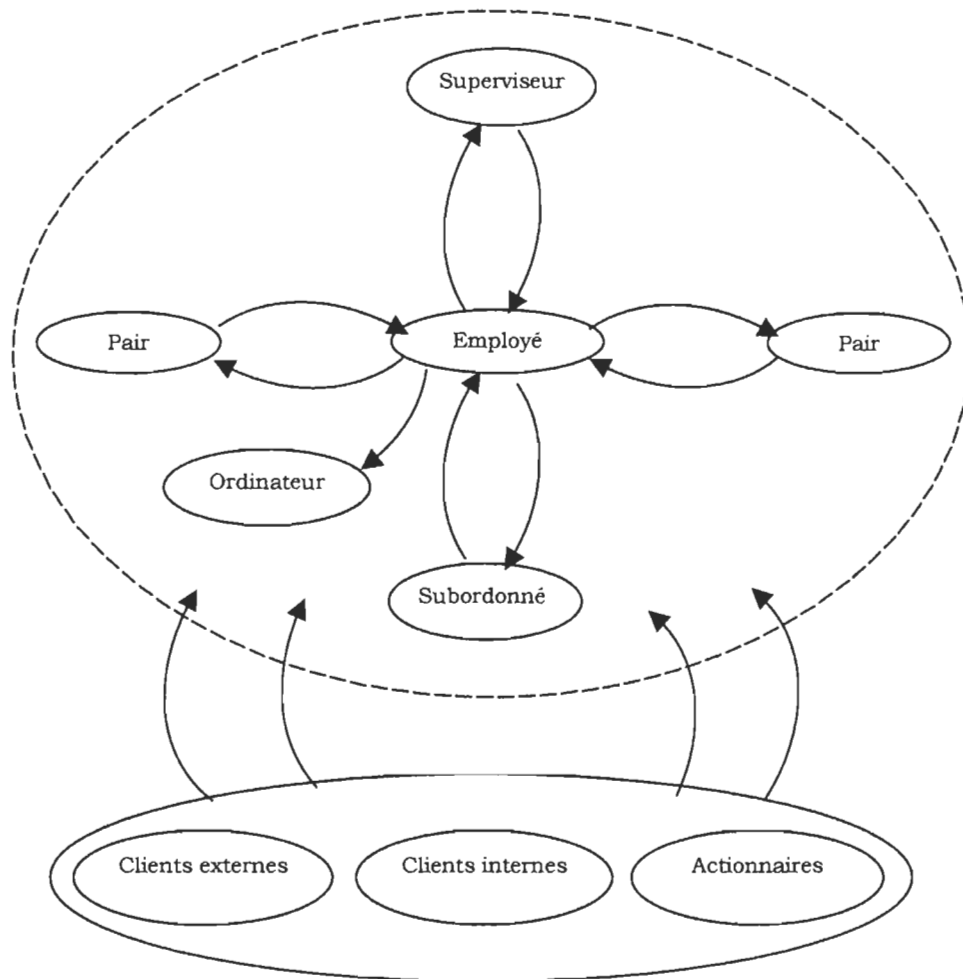 Superviseur
Pair
Employé
Pair
Ordinateur
Subordonné
Clients externes
Clients internes
Actionnaires